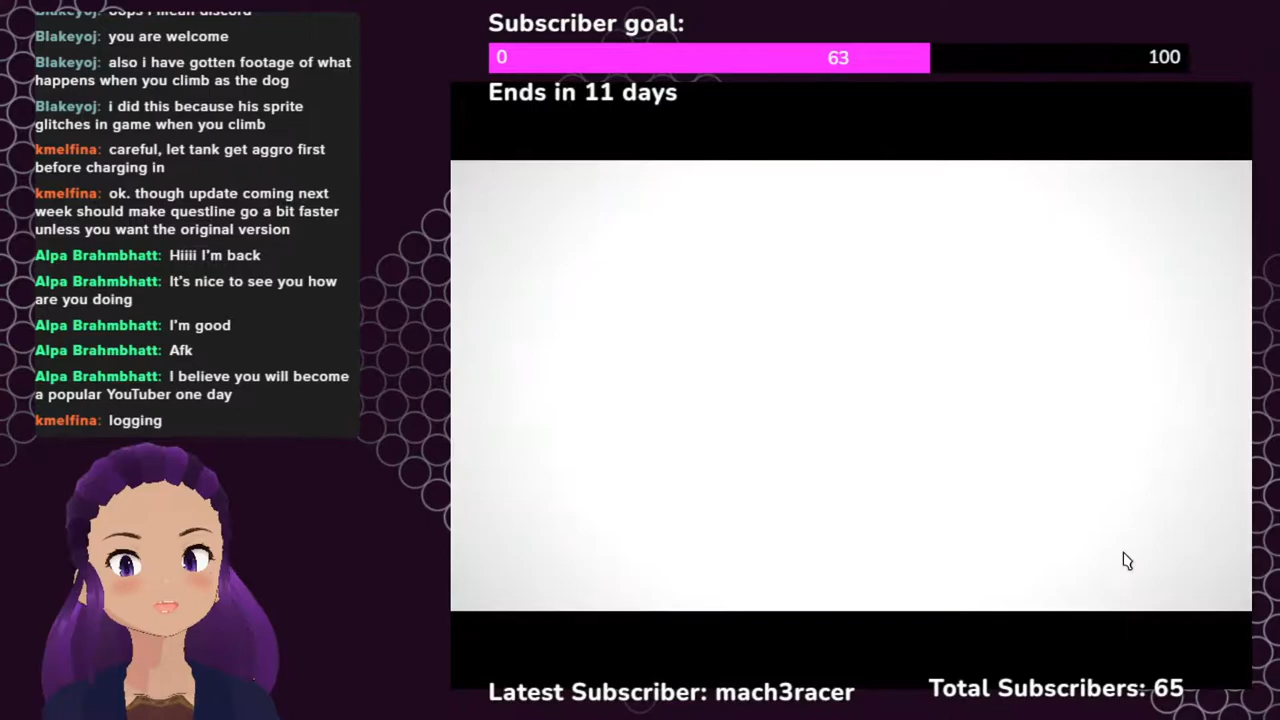 Blakeyoj: oops i mean discord
Blakeyoj: you are welcome
Blakeyoj: also i have gotten footage of what
happens when you climb as the dog
Blakeyoj: i did this because his sprite
glitches in game when you climb
kmelfina: careful, let tank get aggro first
before charging in
kmelfina: ok. though update coming next
week should make questline go a bit faster
unless you want the original version
Alpa Brahmbhatt: Hiiii I'm back
Alpa Brahmbhatt: It's nice to see you how
are you doing
Alpa Brahmbhatt: I'm good
Alpa Brahmbhatt: Afk
Alpa Brahmbhatt: I believe you will become
a popular YouTuber one day
kmelfina: logging
Subscriber goal:
0 63 100
Ends in 11 days
Latest Subscriber: mach3racer
Total Subscribers: 65